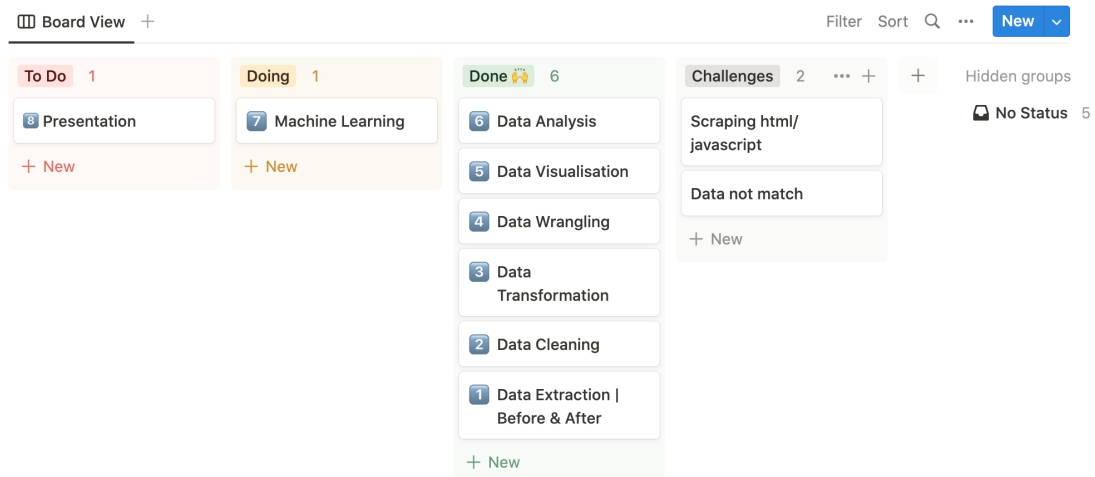 Board View
Filter Sort ... New
To Do 1
8 Presentation
+ New
Doing 1
7 Machine Learning
+ New
Done 🙌 6
6 Data Analysis
5 Data Visualisation
4 Data Wrangling
3 Data
Transformation
2 Data Cleaning
1 Data Extraction |
Before & After
+ New
Challenges 2 ... +
Scraping html/
javascript
Data not match
+ New
+
Hidden groups
No Status 5